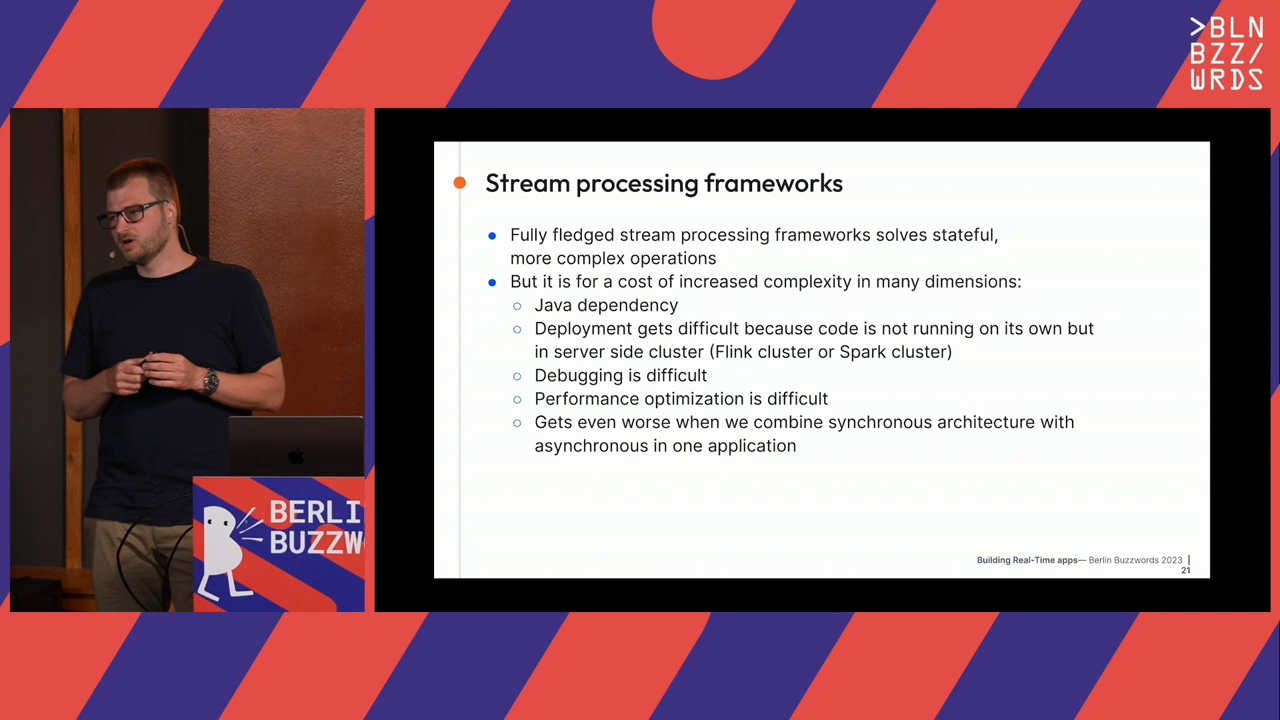 >BLN
BZZ/
WRDS
Stream processing frameworks
Fully fledged stream processing frameworks solves stateful,
more complex operations
But it is for a cost of increased complexity in many dimensions:
Java dependency
Deployment gets difficult because code is not running on its own but
in server side cluster (Flink cluster or Spark cluster)
Debugging is difficult
Performance optimization is difficult
Gets even worse when we combine synchronous architecture with
asynchronous in one application
Building Real-Time apps— Berlin Buzzwords 2023 |
21
BERLI
BUZZW